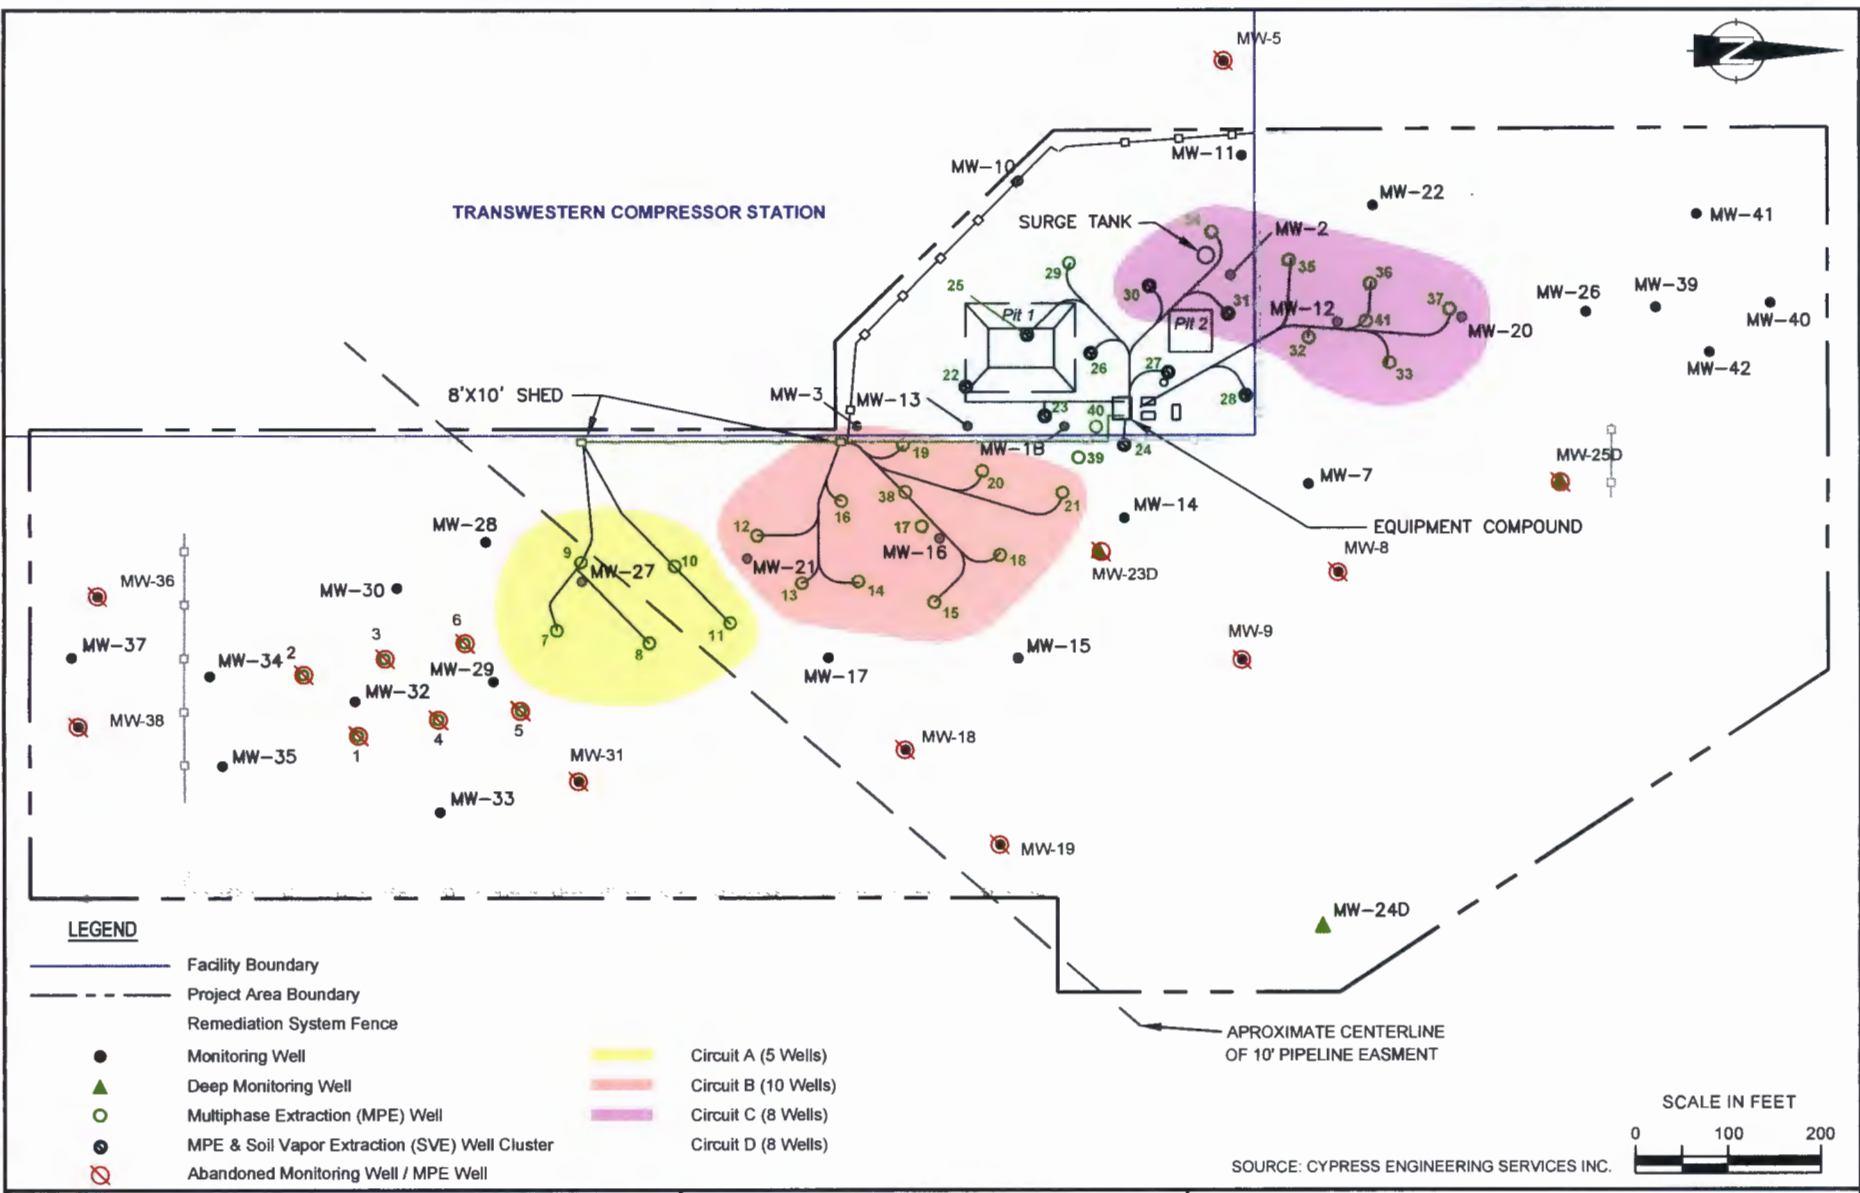 MW-5
N
MW-11
MW-10
MW-22
MW-41
TRANSWESTERN COMPRESSOR STATION
SURGE TANK
34
MW-2
29
35
36
25
30
31
37
MW-26
MW-39
Pit 1
Pit 2
MW-12
41
MW-20
MW-40
32
26
27
33
MW-42
22
8'X10' SHED
MW-3
MW-13
23
40
28
19
MW-1B
39
24
MW-25D
20
MW-7
38
21
MW-14
16
12
17
EQUIPMENT COMPOUND
MW-28
MW-16
18
MW-8
9
10
MW-27
MW-21
MW-23D
MW-36
MW-30
13
14
15
6
7
8
11
MW-9
3
MW-37
MW-34
2
MW-29
MW-17
MW-15
MW-32
MW-38
1
4
5
MW-18
MW-35
MW-31
MW-33
MW-19
MW-24D
LEGEND
Facility Boundary
Project Area Boundary
Remediation System Fence
Monitoring Well
Deep Monitoring Well
Multiphase Extraction (MPE) Well
MPE & Soil Vapor Extraction (SVE) Well Cluster
Abandoned Monitoring Well / MPE Well
Circuit A (5 Wells)
Circuit B (10 Wells)
Circuit C (8 Wells)
Circuit D (8 Wells)
APROXIMATE CENTERLINE
OF 10' PIPELINE EASMENT
SCALE IN FEET
0 100 200
SOURCE: CYPRESS ENGINEERING SERVICES INC.